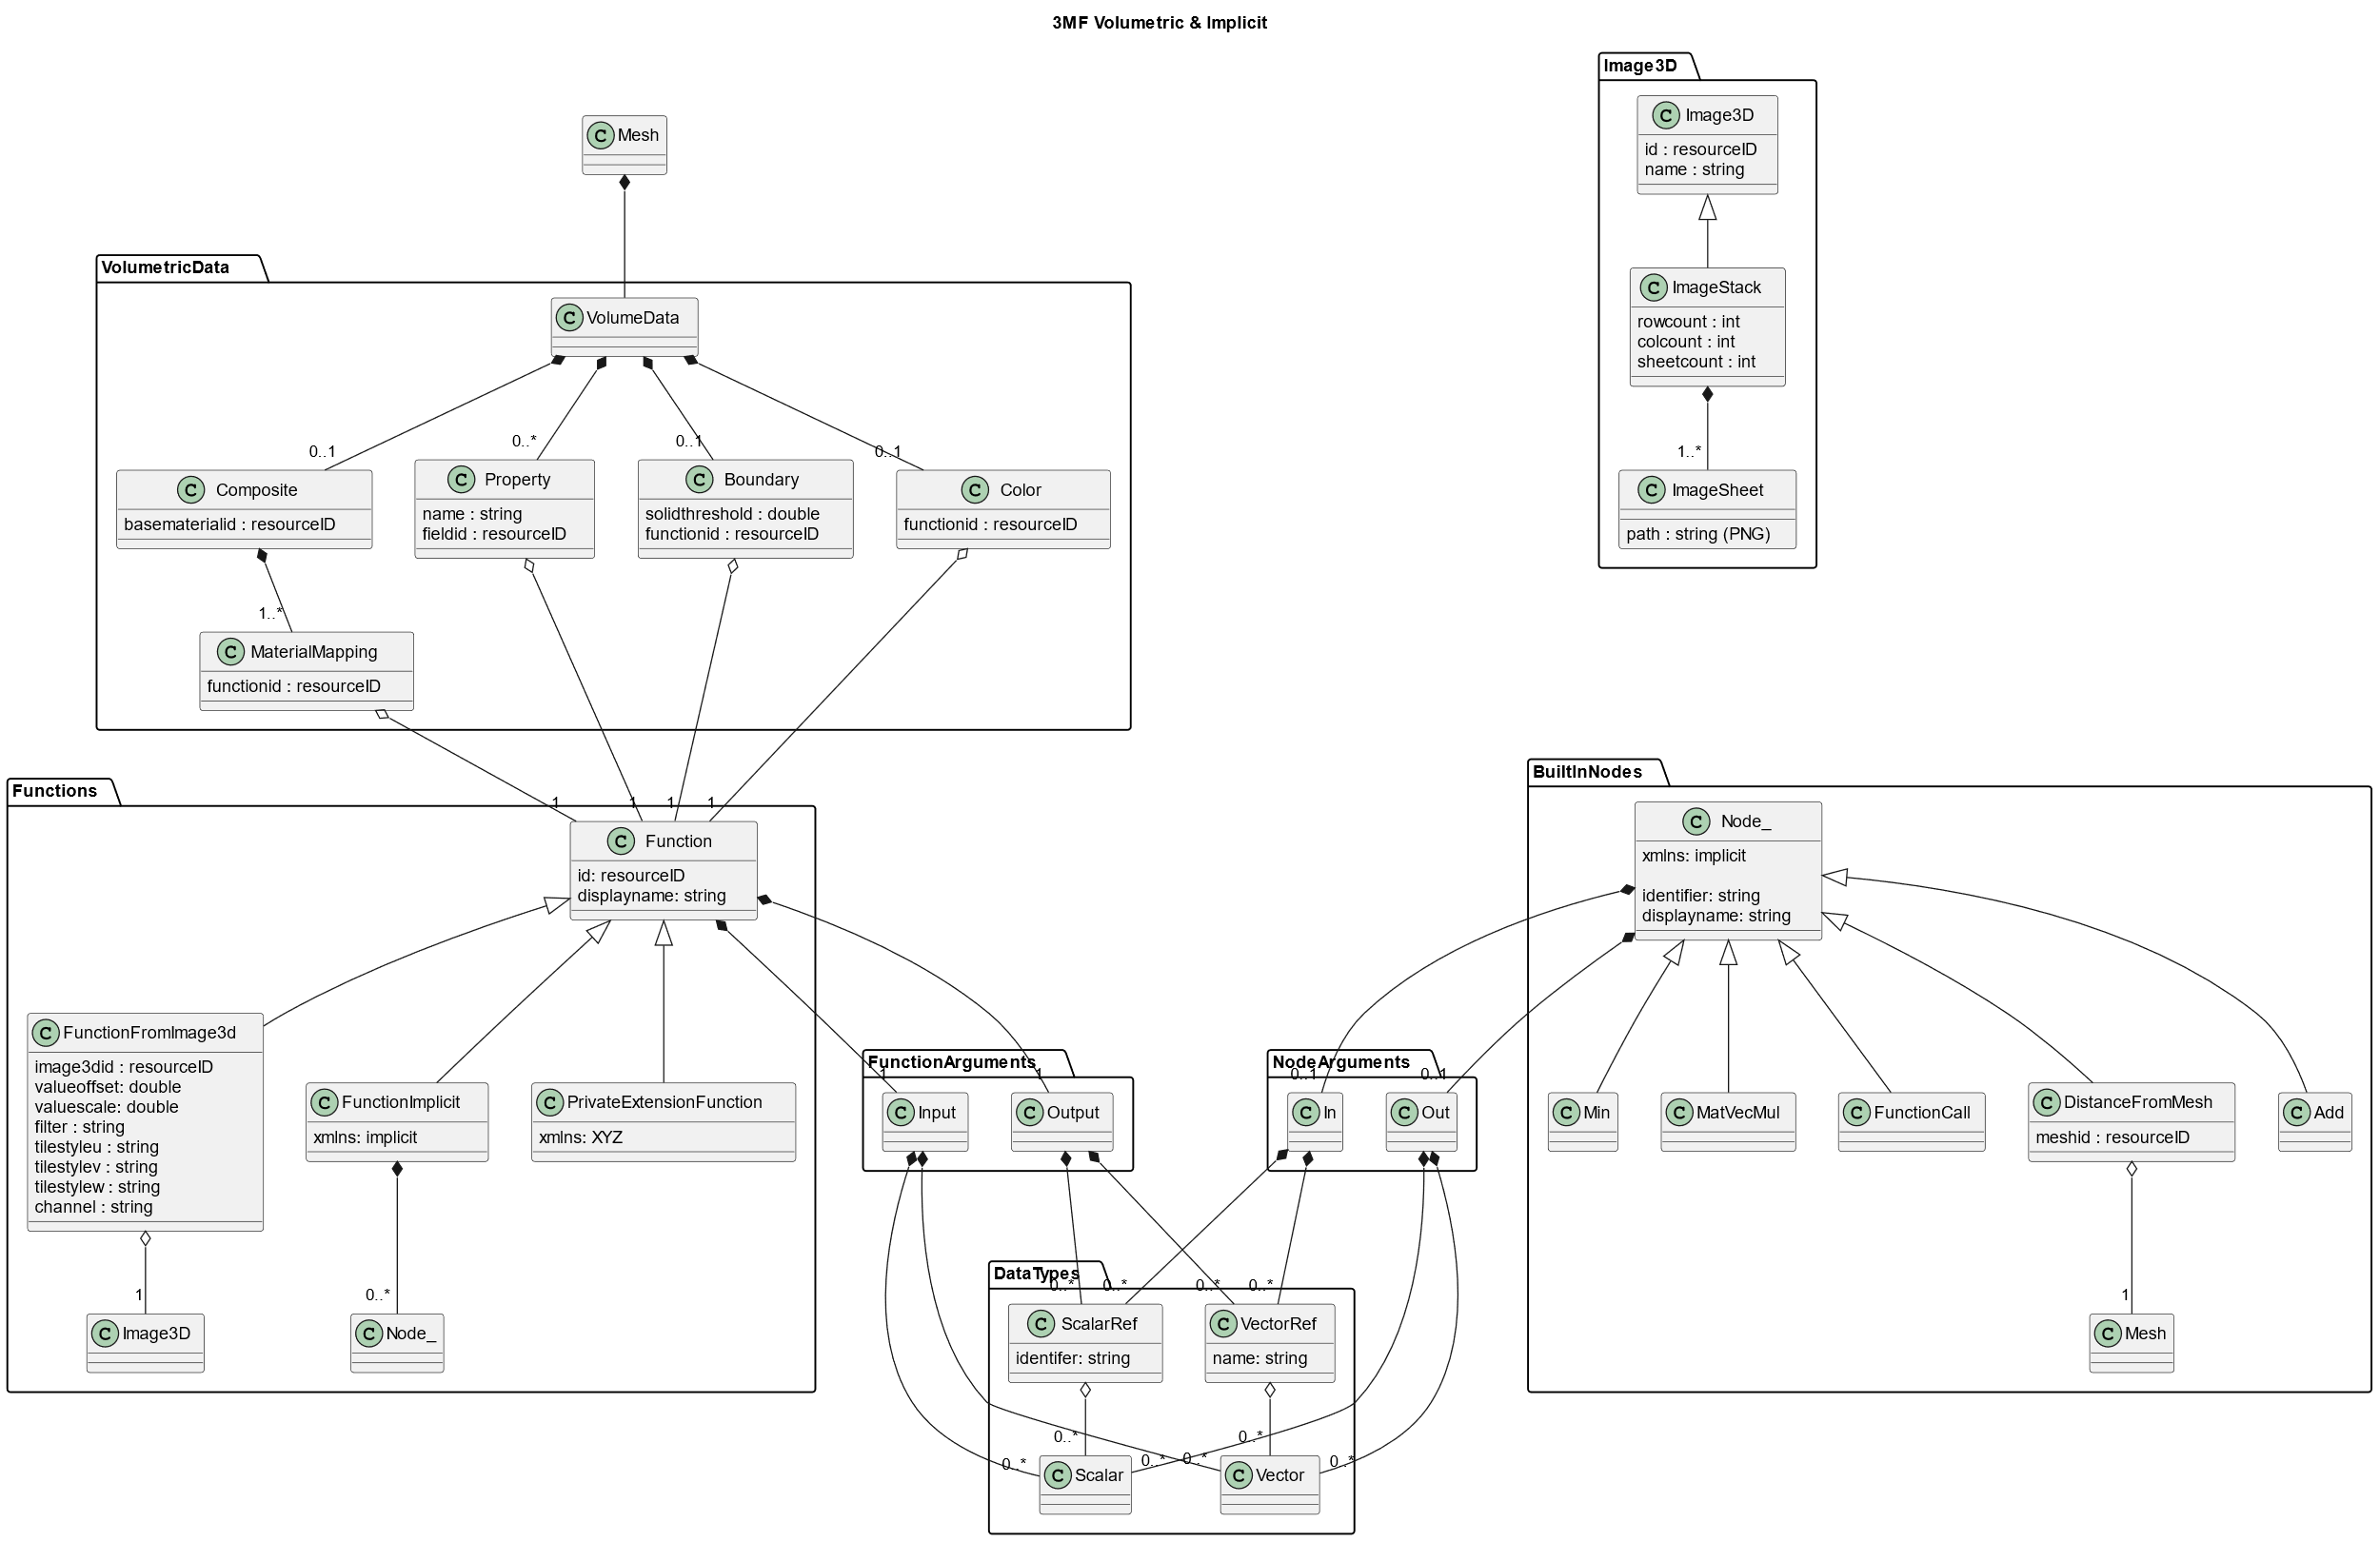 3MF Volumetric & Implicit
Image3D
C Image3D
id : resourceID
name : string
C ImageStack
rowcount : int
colcount : int
sheetcount : int
1..*
C ImageSheet
path : string (PNG)
C Mesh
VolumetricData
C VolumeData
0..1
0..*
0..1
0..1
C Composite
basematerialid : resourceID
C Property
name : string
fieldid : resourceID
C Boundary
solidthreshold : double
functionid : resourceID
C Color
functionid : resourceID
1..*
C MaterialMapping
functionid : resourceID
Functions
1
1
1
1
C Function
id: resourceID
displayname: string
C FunctionFromImage3d
image3did : resourceID
valueoffset: double
valuescale: double
filter : string
tilestyleu : string
tilestylev : string
tilestylew : string
channel : string
C FunctionImplicit
xmlns: implicit
C PrivateExtensionFunction
xmlns: XYZ
1
C Image3D
0..*
C Node_
FunctionArguments
1
1
C Input
C Output
NodeArguments
0..1
0..1
C In
C Out
BuiltInNodes
C Node_
xmlns: implicit
identifier: string
displayname: string
C Min
C MatVecMul
C FunctionCall
C DistanceFromMesh
meshid : resourceID
C Add
1
C Mesh
DataTypes
0..*
0..*
0..*
0..*
C ScalarRef
identifer: string
C VectorRef
name: string
0..*
0..*
0..*
0..*
0..*
0..*
C Scalar
C Vector